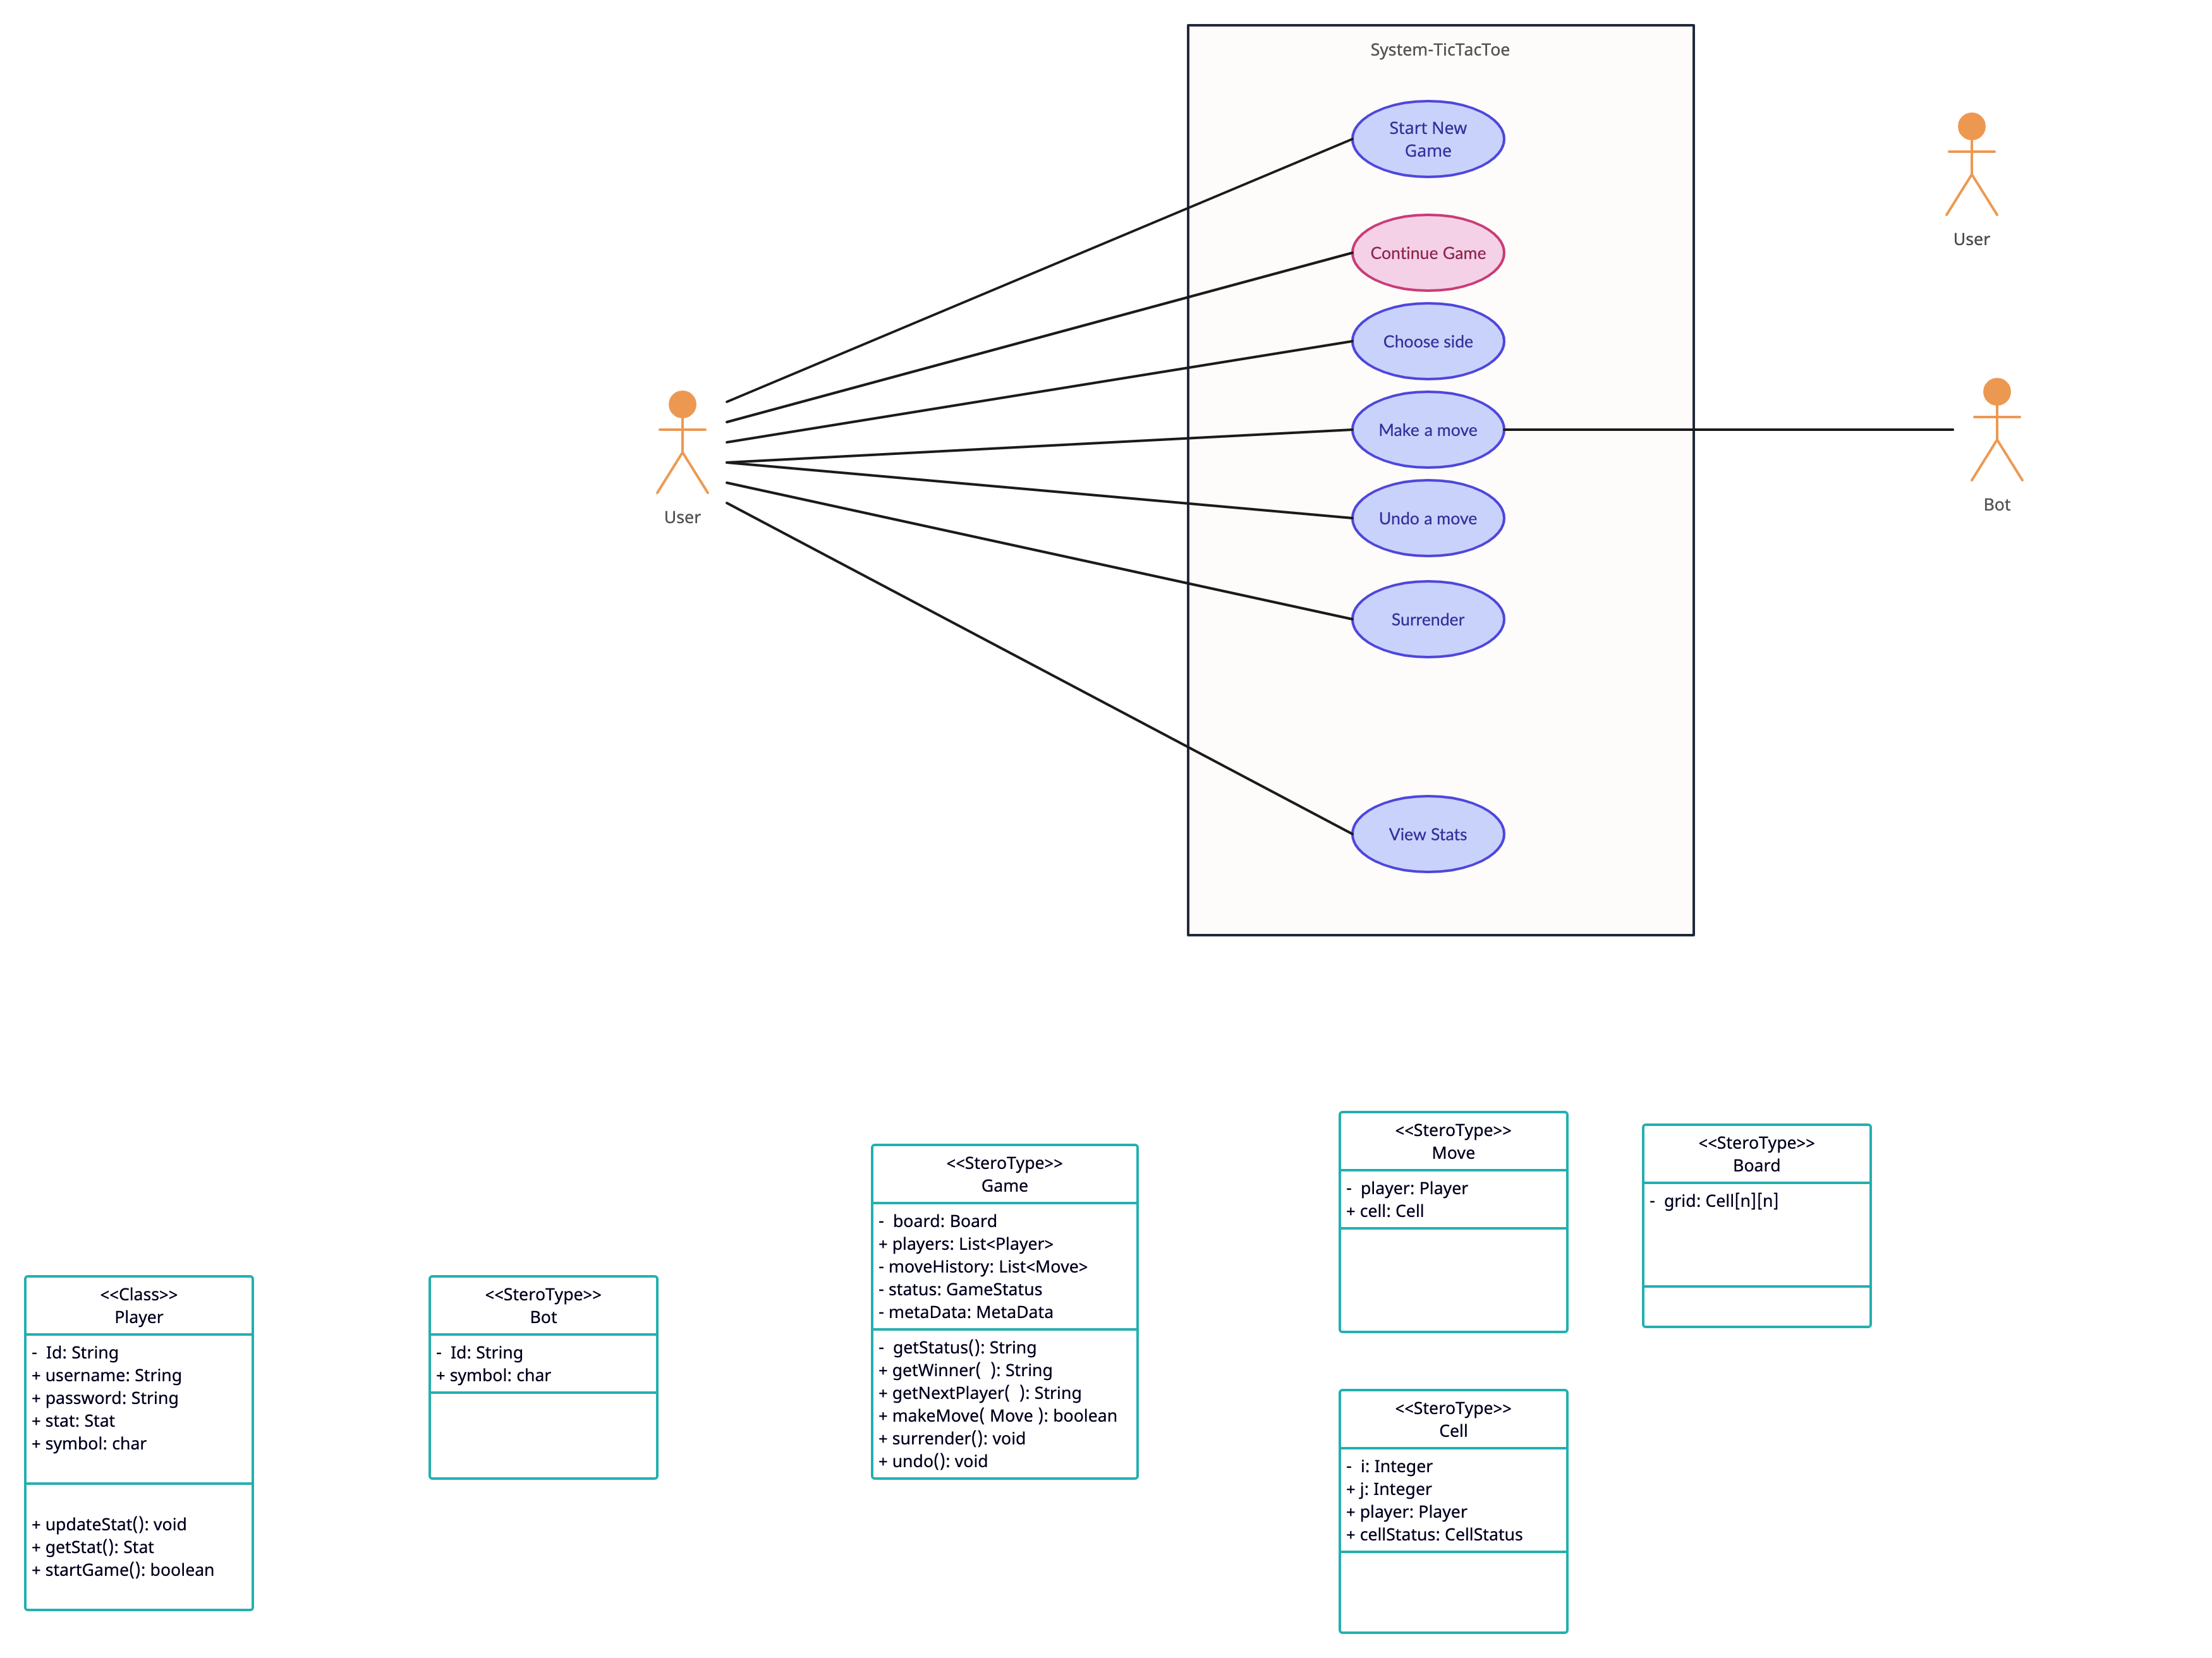 System-TicTacToe
Start New
Game
User
Continue Game
Choose side
Make a move
User
Bot
Undo a move
Surrender
View Stats
<<Class>>
Player
-  Id: String
+ username: String
+ password: String
+ stat: Stat
+ symbol: char
+ updateStat(): void
+ getStat(): Stat
+ startGame(): boolean
<<SteroType>>
Bot
-  Id: String
+ symbol: char
<<SteroType>>
Game
-  board: Board
+ players: List<Player>
- moveHistory: List<Move>
- status: GameStatus
- metaData: MetaData
-  getStatus(): String
+ getWinner(  ): String
+ getNextPlayer(  ): String
+ makeMove( Move ): boolean
+ surrender(): void
+ undo(): void
<<SteroType>>
Move
-  player: Player
+ cell: Cell
<<SteroType>>
Cell
-  i: Integer
+ j: Integer
+ player: Player
+ cellStatus: CellStatus
<<SteroType>>
Board
-  grid: Cell[n][n]